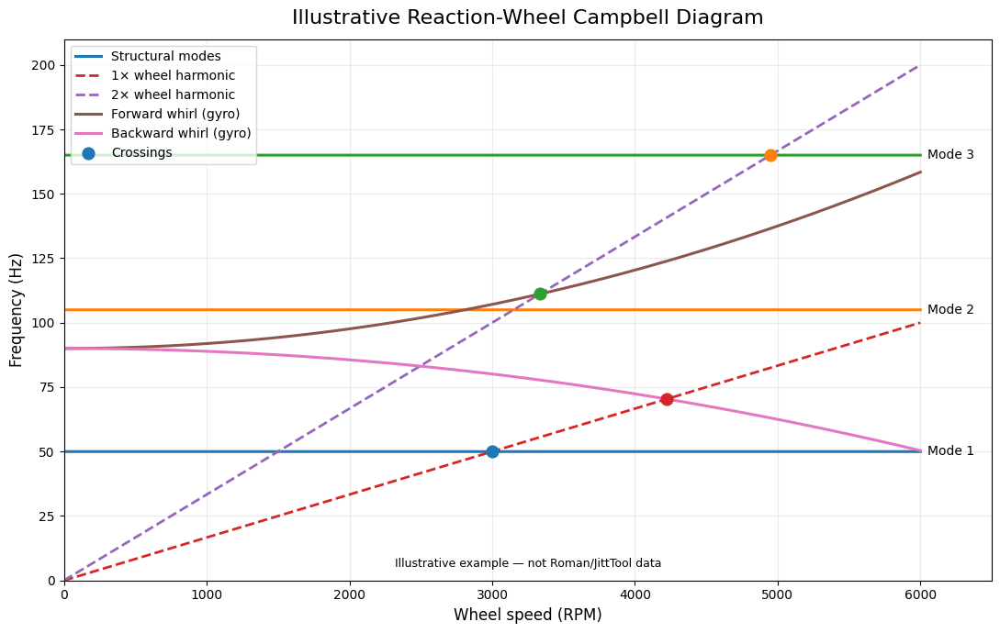 Illustrative Reaction-Wheel Campbell Diagram
Structural modes
1× wheel harmonic
2× wheel harmonic
Forward whirl (gyro)
Backward whirl (gyro)
Crossings
Frequency (Hz)
200
175
150
125
100
75
50
25
0
Mode 3
Mode 2
Mode 1
Illustrative example — not Roman/JittTool data
0 1000 2000 3000 4000 5000 6000
Wheel speed (RPM)